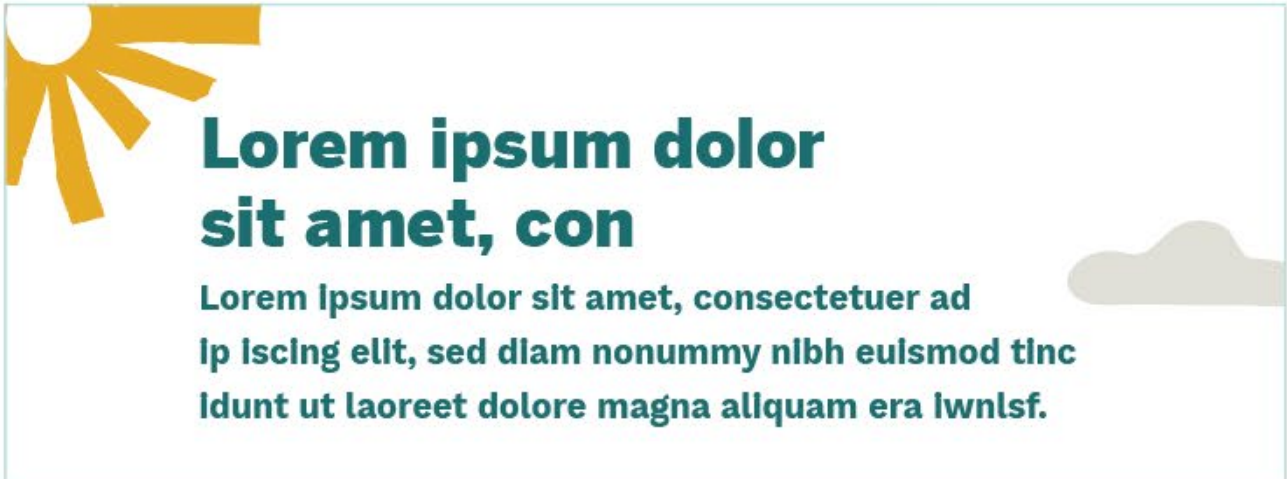 Lorem ipsum dolor
sit amet, con
Lorem ipsum dolor sit amet, consectetuer ad
ip iscing elit, sed diam nonummy nibh euismod tinc
idunt ut laoreet dolore magna aliquam era iwnlsf.